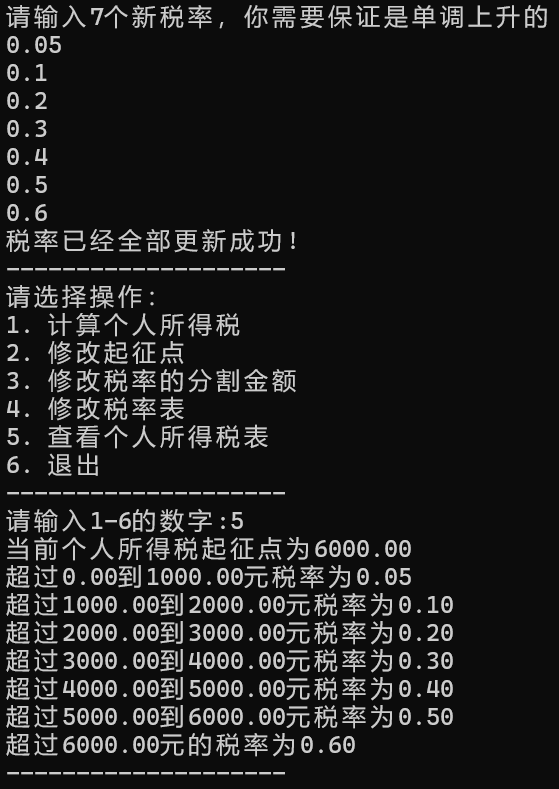 请输入7个新税率，你需要保证是单调上升的
0.05
0.1
0.2
0.3
0.4
0.5
0.6
税率已经全部更新成功！
--------------------
请选择操作：
1. 计算个人所得税
2. 修改起征点
3. 修改税率的分割金额
4. 修改税率表
5. 查看个人所得税表
6. 退出
--------------------
请输入1-6的数字:5
当前个人所得税起征点为6000.00
超过0.00到1000.00元税率为0.05
超过1000.00到2000.00元税率为0.10
超过2000.00到3000.00元税率为0.20
超过3000.00到4000.00元税率为0.30
超过4000.00到5000.00元税率为0.40
超过5000.00到6000.00元税率为0.50
超过6000.00元的税率为0.60
--------------------